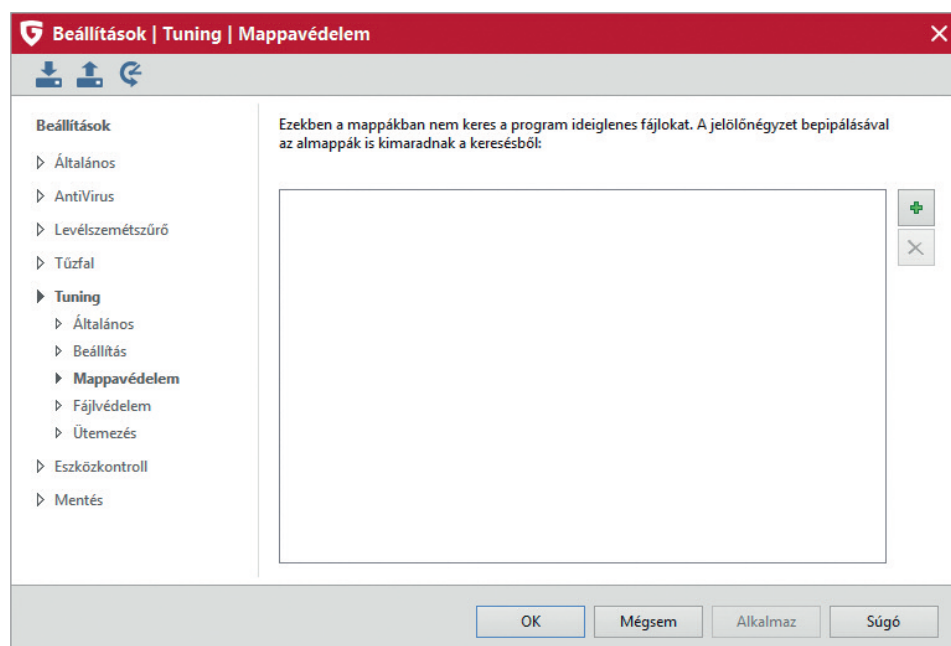 Beállítások | Tuning | Mappavédelem
Beállítások
Általános
AntiVirus
Levélszemétszűrő
Tűzfal
Tuning
Általános
Beállítás
Mappavédelem
Fájlvédelem
Ütemezés
Eszközkontroll
Mentés
Ezekben a mappákban nem keres a program ideiglenes fájlokat. A jelölőnégyzet bepipálásával
az almappák is kimaradnak a keresésből:
OK
Mégsem
Alkalmaz
Súgó